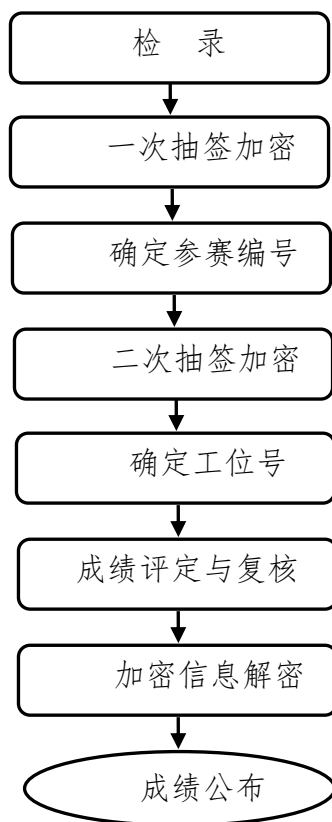 检 录
一次抽签加密
确定参赛编号
二次抽签加密
确定工位号
成绩评定与复核
加密信息解密
成绩公布